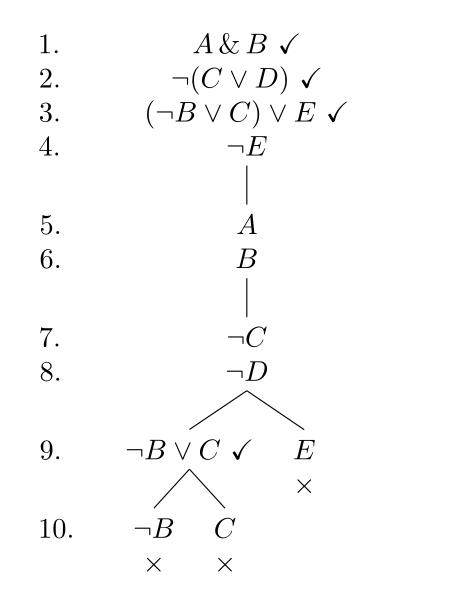 1. A & B ✓
2. ¬(C ∨ D) ✓
3. (¬B ∨ C) ∨ E ✓
4. ¬E
5. A
6. B
7. ¬C
8. ¬D
9. ¬B ∨ C ✓ E
×
10. ¬B C
× ×